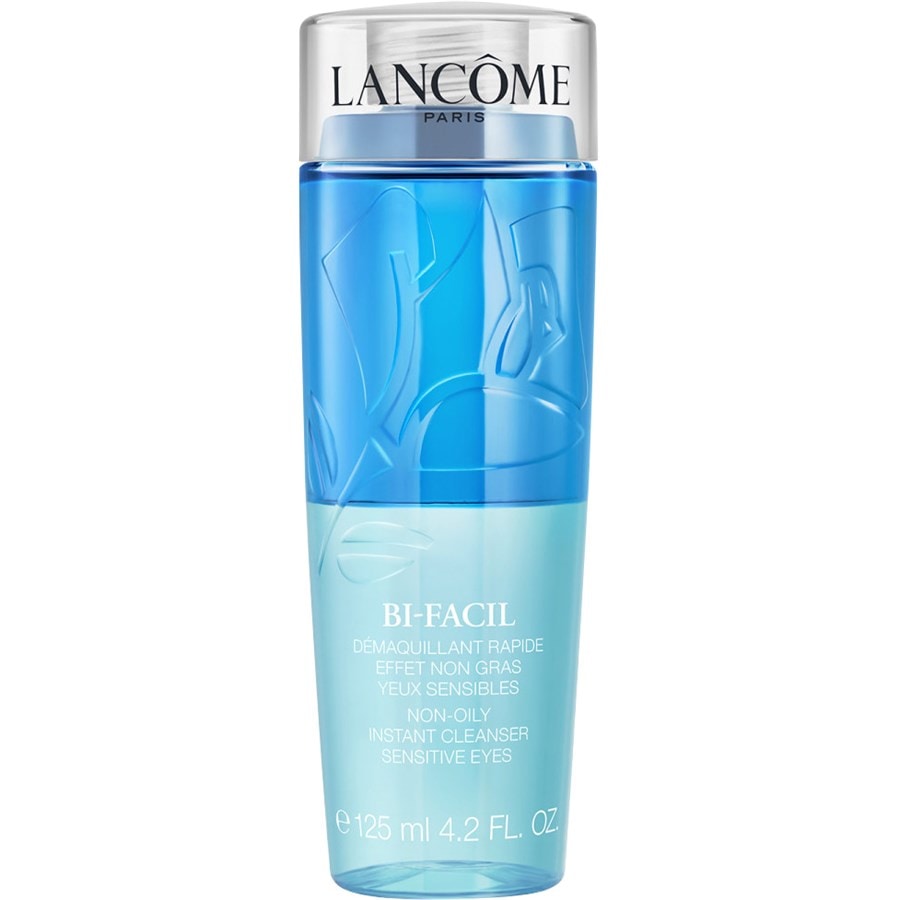 LANCÔME
PARIS
BI-FACIL
DÉMAQUILLANT RAPIDE
EFFET NON GRAS
YEUX SENSIBLES
NON-OILY
INSTANT CLEANSER
SENSITIVE EYES
℮ 125 ml 4.2 FL. OZ.